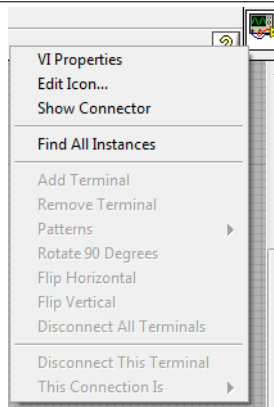 ?
VI Properties
Edit Icon...
Show Connector
Find All Instances
Add Terminal
Remove Terminal
Patterns
Rotate 90 Degrees
Flip Horizontal
Flip Vertical
Disconnect All Terminals
Disconnect This Terminal
This Connection Is